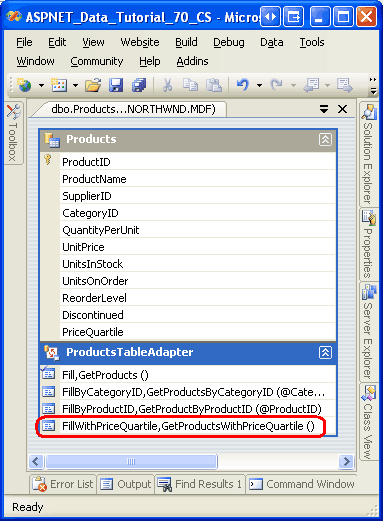 ASPNET_Data_Tutorial_70_CS - Micros
File Edit View Website Build Debug Data Tools
Window Community Help Addins
dbo.Products...NORTHWND.MDF)
Toolbox
Solution Explorer
Properties
Server Explorer
Class View
Products
ProductID
ProductName
SupplierID
CategoryID
QuantityPerUnit
UnitPrice
UnitsInStock
UnitsOnOrder
ReorderLevel
Discontinued
PriceQuartile
ProductsTableAdapter
Fill,GetProducts ()
FillByCategoryID,GetProductsByCategoryID (@Cate...
FillByProductID,GetProductByProductID (@ProductID)
FillWithPriceQuartile,GetProductsWithPriceQuartile ()
Error List Output Find Results 1 Command Window
Ready